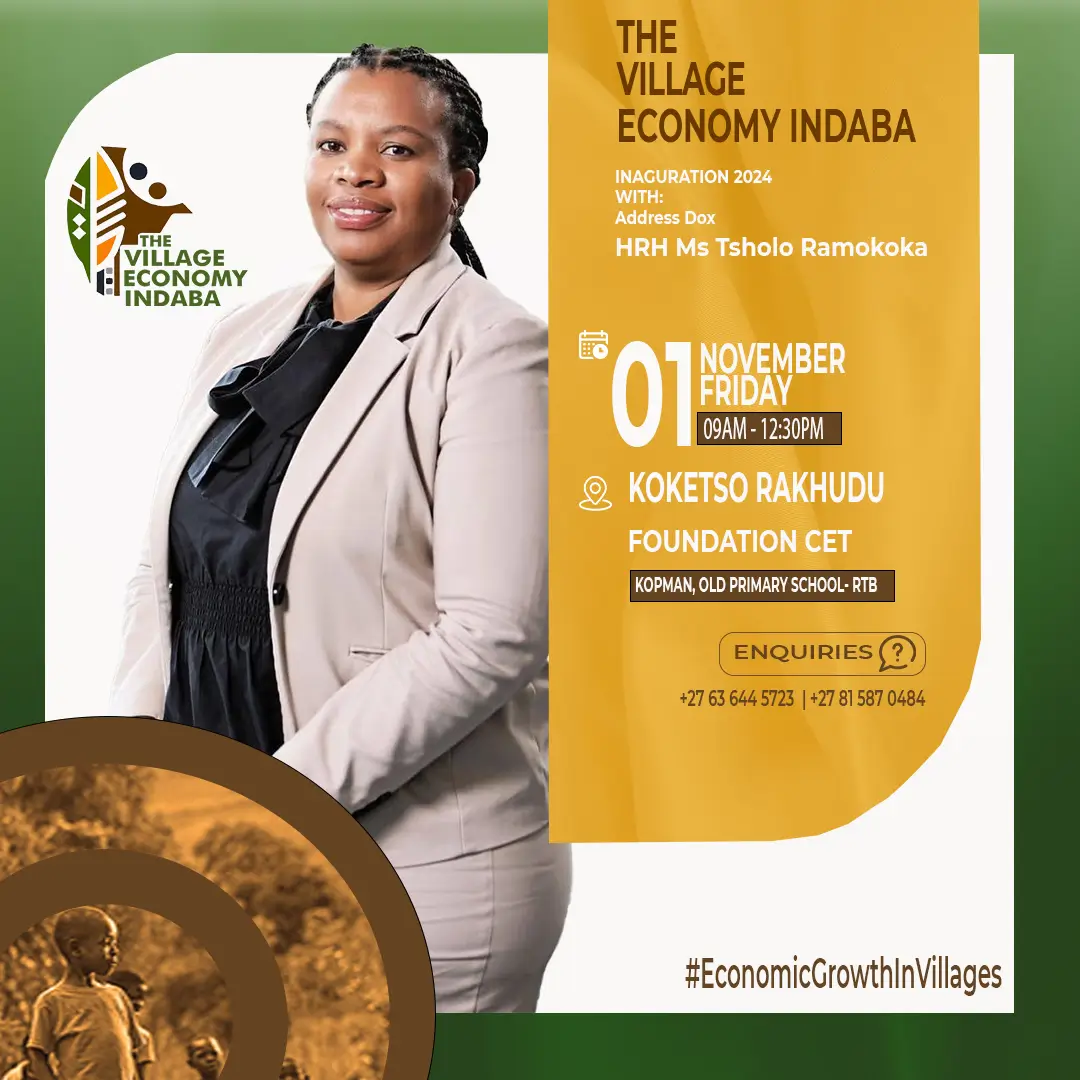 THE
VILLAGE
ECONOMY INDABA
INAGURATION 2024
WITH:
Address Dox
HRH Ms Tsholo Ramokoka
THE
VILLAGE
ECONOMY
INDABA
01
NOVEMBER
FRIDAY
09AM - 12:30PM
KOKETSO RAKHUDU
FOUNDATION CET
KOPMAN, OLD PRIMARY SCHOOL- RTB
ENQUIRIES ?
+27 63 644 5723 | +27 81 587 0484
#EconomicGrowthInVillages